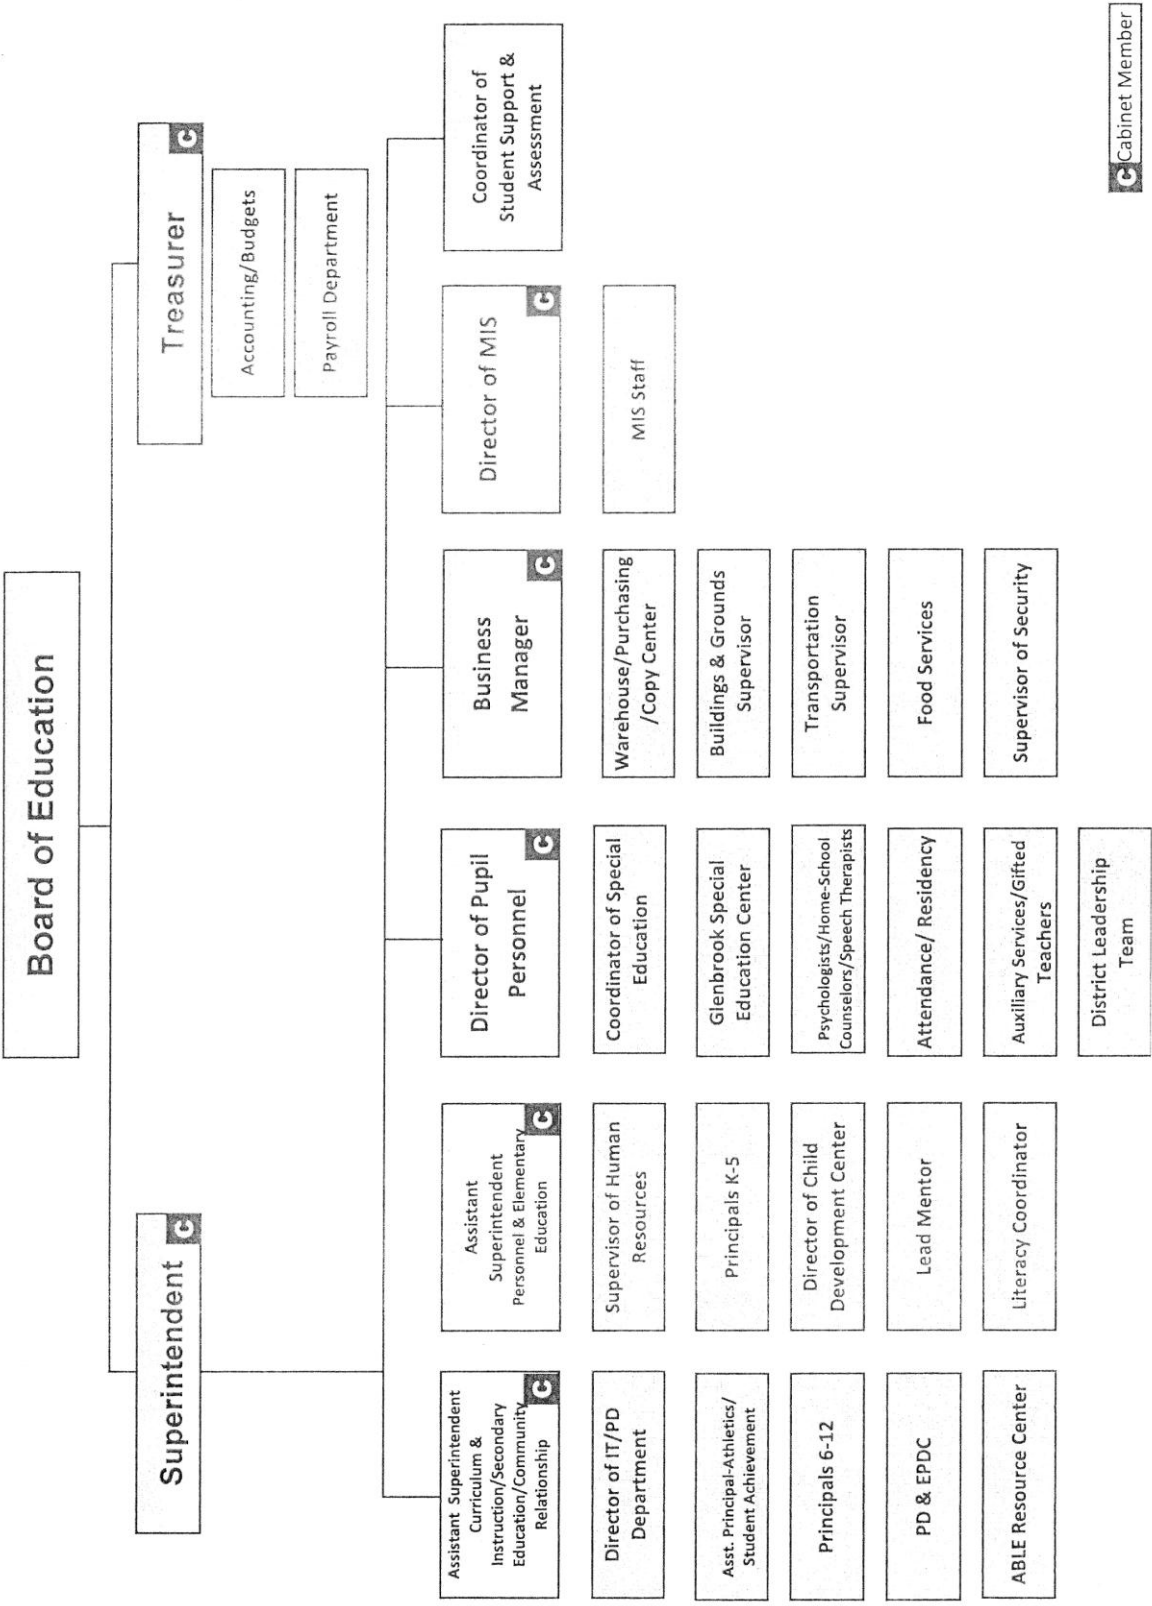 Board of Education
Superintendent
C
Treasurer
C
Accounting/Budgets
Payroll Department
Assistant Superintendent
Curriculum &
Instruction/Secondary
Education/Community
Relationship
C
Assistant
Superintendent
Personnel & Elementary
Education
C
Director of Pupil
Personnel
C
Business
Manager
C
Director of MIS
C
Coordinator of
Student Support &
Assessment
Director of IT/PD
Department
Asst. Principal-Athletics/
Student Achievement
Principals 6-12
PD & EPDC
ABLE Resource Center
Supervisor of Human
Resources
Principals K-5
Director of Child
Development Center
Lead Mentor
Literacy Coordinator
Coordinator of Special
Education
Glenbrook Special
Education Center
Psychologists/Home-School
Counselors/Speech Therapists
Attendance/ Residency
Auxiliary Services/Gifted
Teachers
District Leadership
Team
Warehouse/Purchasing
/Copy Center
Buildings & Grounds
Supervisor
Transportation
Supervisor
Food Services
Supervisor of Security
MIS Staff
C Cabinet Member